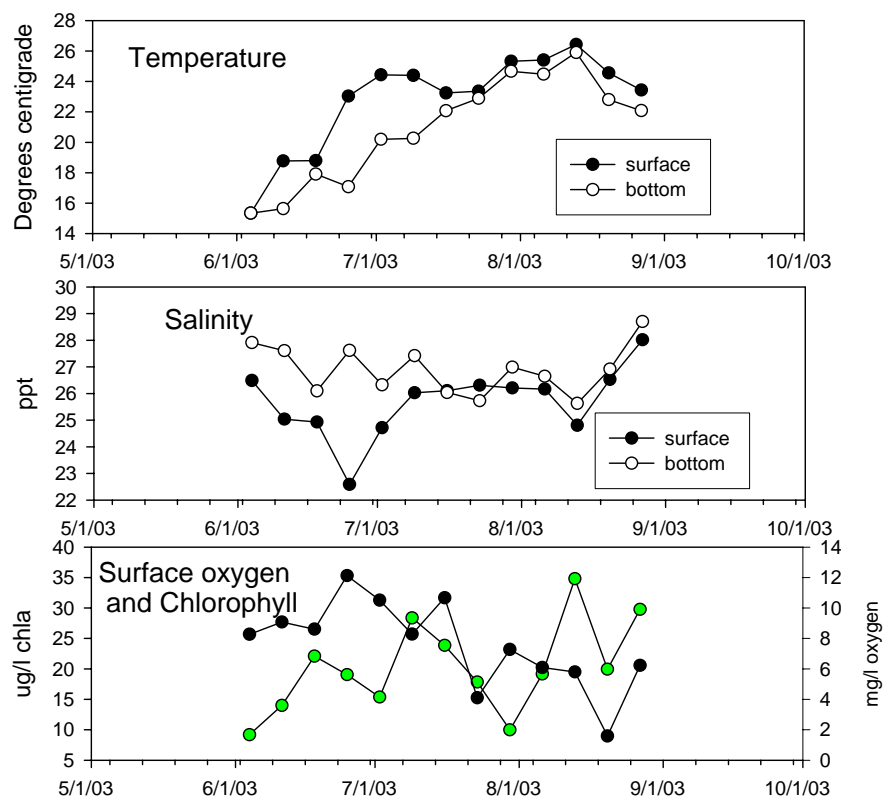 Temperature
Degrees centigrade
28
26
24
22
20
18
16
14
surface
bottom
5/1/03 6/1/03 7/1/03 8/1/03 9/1/03 10/1/03
Salinity
ppt
30
29
28
27
26
25
24
23
22
surface
bottom
5/1/03 6/1/03 7/1/03 8/1/03 9/1/03 10/1/03
Surface oxygen
and Chlorophyll
ug/l chla
40
35
30
25
20
15
10
5
14
12
10
8
6
4
2
0
mg/l oxygen
5/1/03 6/1/03 7/1/03 8/1/03 9/1/03 10/1/03